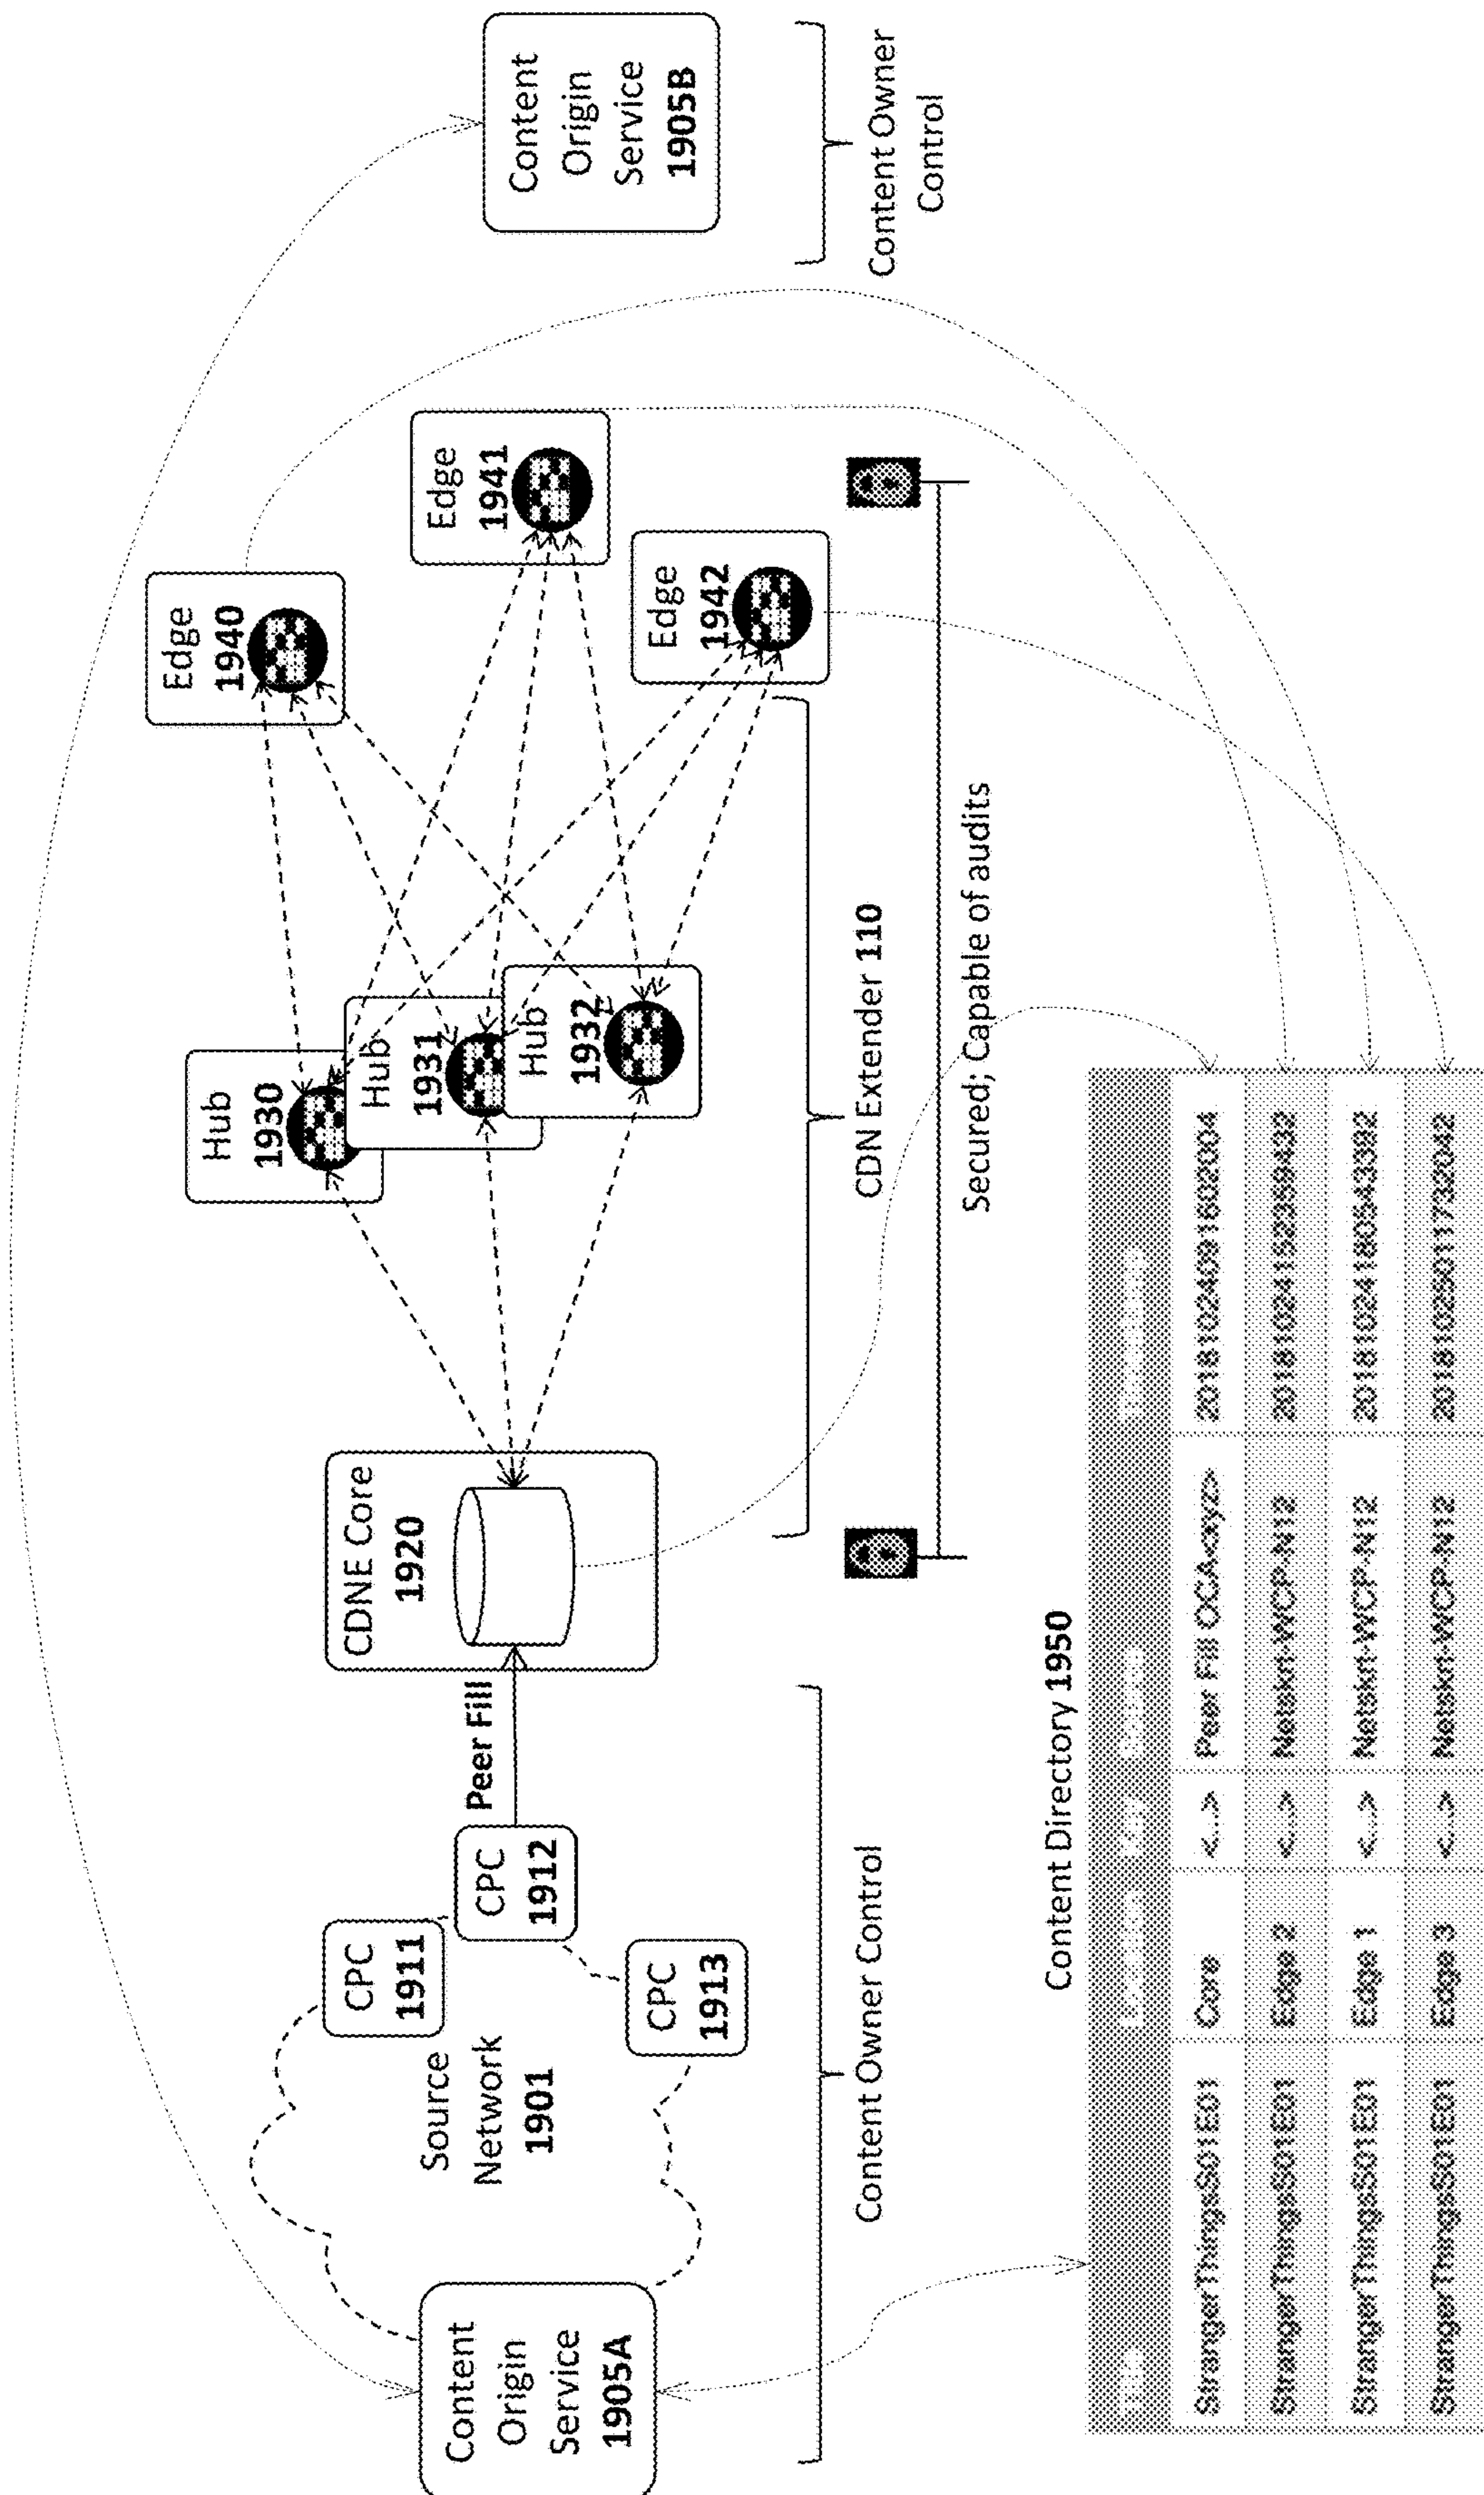 Content
Origin
Service
1905A
Source
Network
1901
CPC
1911
CPC
1912
CPC
1913
Peer Fill
CDNE Core
1920
Hub
1930
Hub
1931
Hub
1932
Edge
1940
Edge
1941
Edge
1942
Content
Origin
Service
1905B
Content Owner Control
CDN Extender 110
Content Owner
Control
Secured; Capable of audits
Content Directory 1950
StrangerThingsS01E01 Core <...> Peer Fill OCA<xyz> 20181024091602004
StrangerThingsS01E01 Edge 2 <...> Netskrt-WCP-N12 20181024152359432
StrangerThingsS01E01 Edge 1 <...> Netskrt-WCP-N12 20181024180543392
StrangerThingsS01E01 Edge 3 <...> Netskrt-WCP-N12 20181025011732042